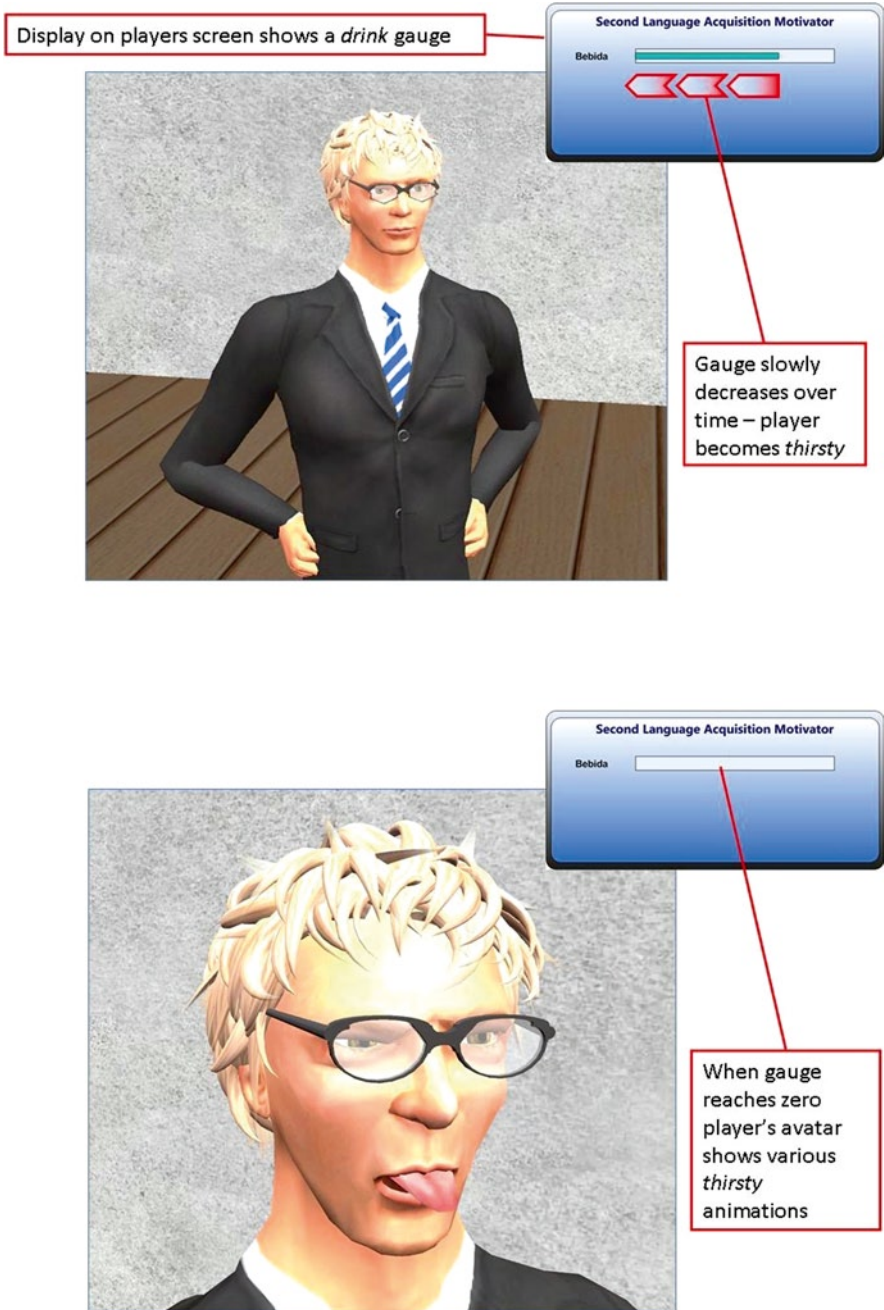 Display on players screen shows a drink gauge
Second Language Acquisition Motivator
Bebida
Gauge slowly
decreases over
time – player
becomes thirsty
Second Language Acquisition Motivator
Bebida
When gauge
reaches zero
player's avatar
shows various
thirsty
animations